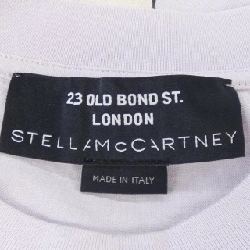 23 OLD BOND ST.
LONDON
STELLAMCCARTNEY
MADE IN ITALY